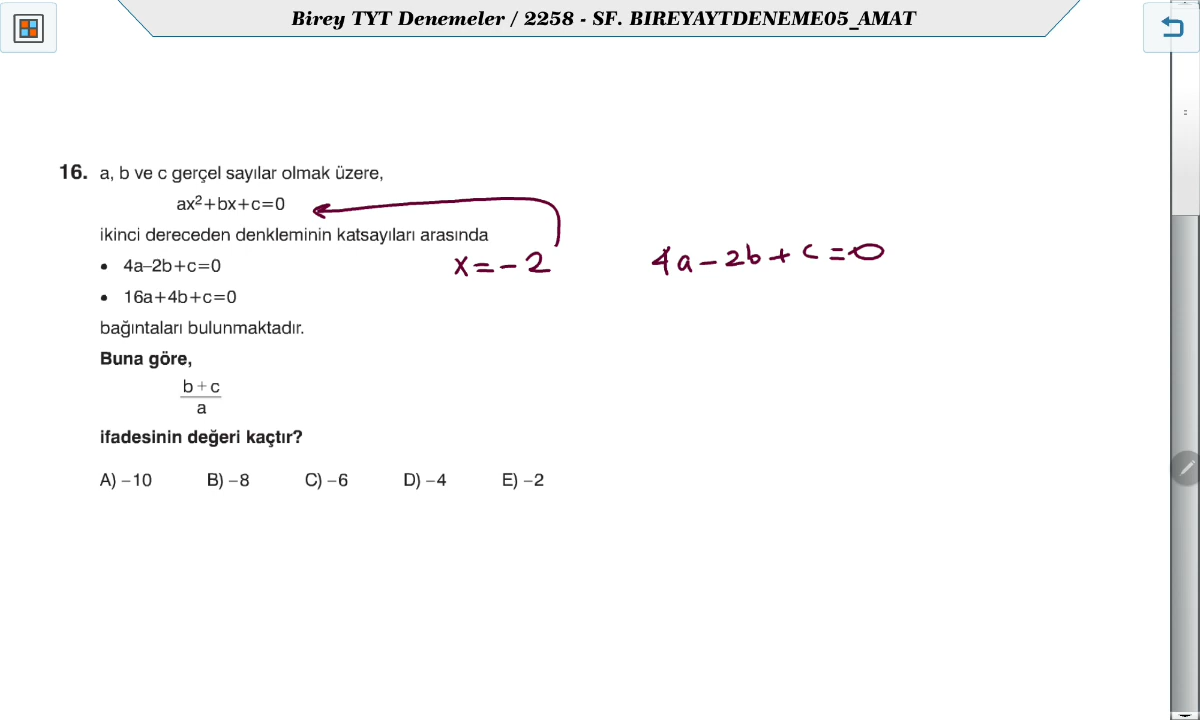 Birey TYT Denemeler / 2258 - SF. BIREYAYTDENEME05_AMAT
16. a, b ve c gerçel sayılar olmak üzere,
ax²+bx+c=0
ikinci dereceden denkleminin katsayıları arasında
• 4a–2b+c=0
x=-2
4a-2b+c=0
• 16a+4b+c=0
bağıntaları bulunmaktadır.
Buna göre,
b+c
a
ifadesinin değeri kaçtır?
A) –10 B) –8 C) –6 D) –4 E) –2